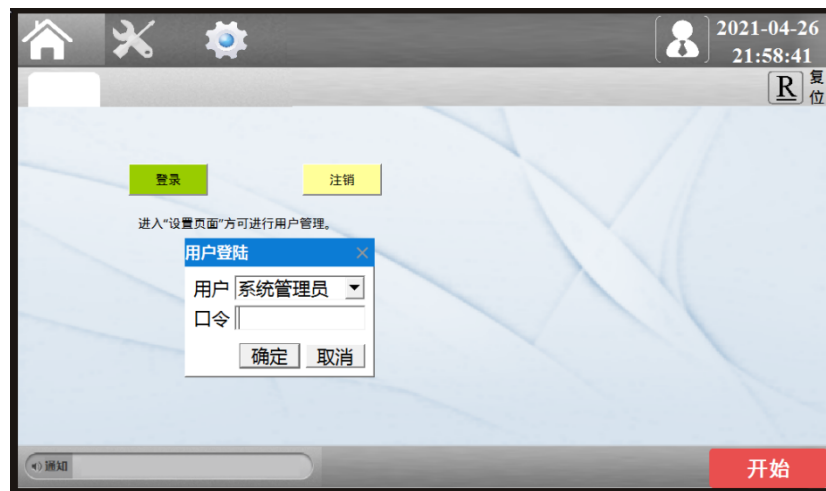 2021-04-26
21:58:41
R 复位
登录
注销
进入“设置页面”方可进行用户管理。
用户登陆
用户 系统管理员
口令
确定 取消
通知
开始